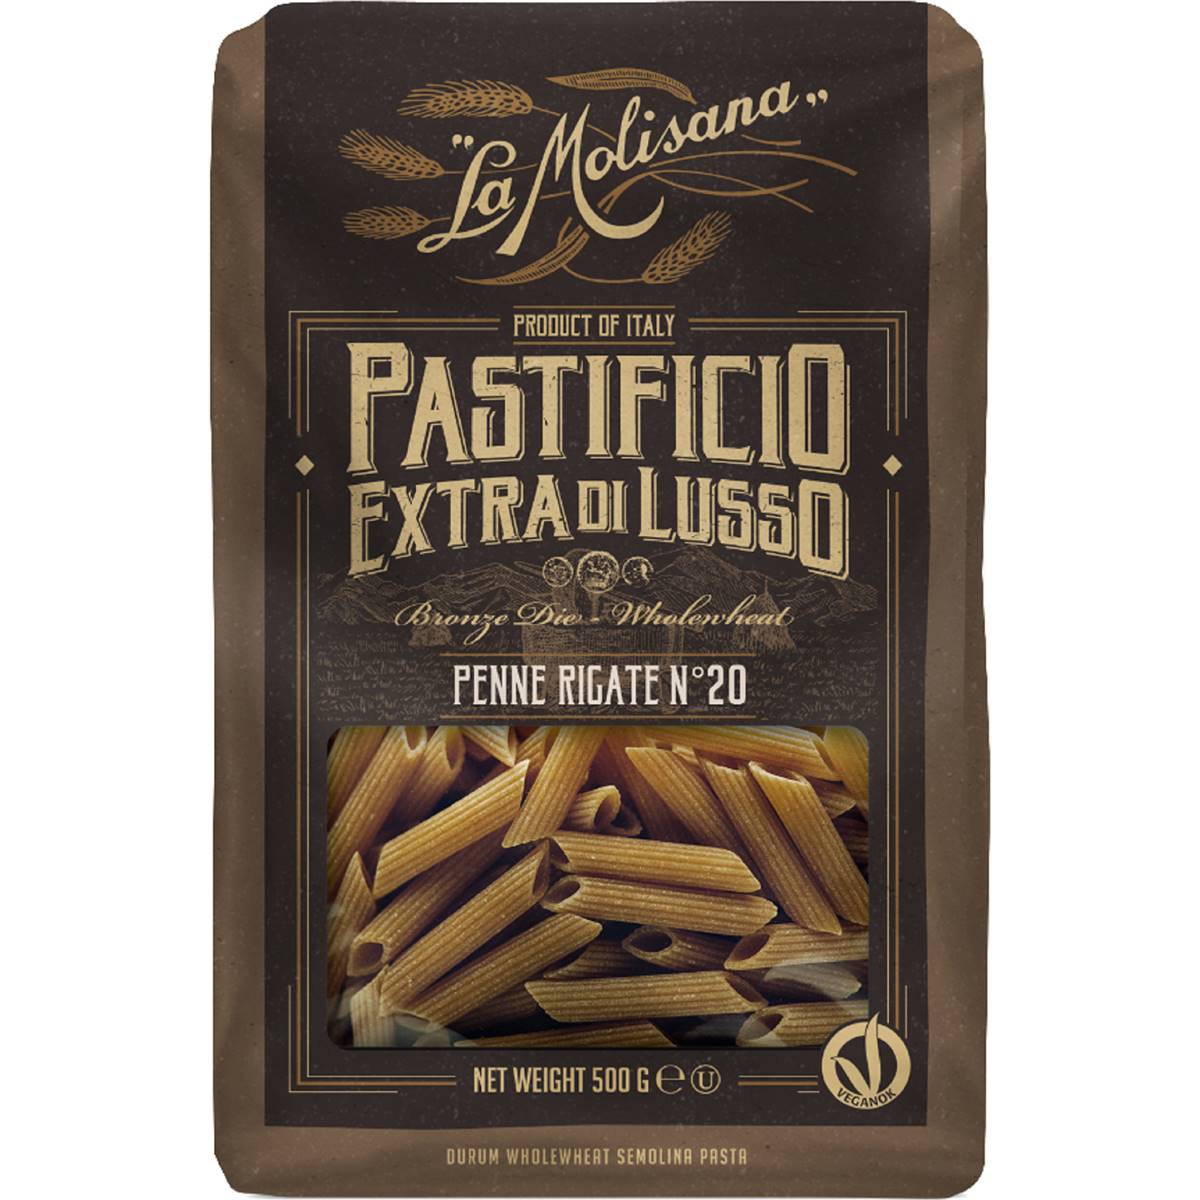 "La Molisana"
PRODUCT OF ITALY
PASTIFICIO
EXTRA DI LUSSO
Bronze Die - Wholewheat
PENNE RIGATE N°20
NET WEIGHT 500 G ℮ U
VEGANOK
DURUM WHOLEWHEAT SEMOLINA PASTA